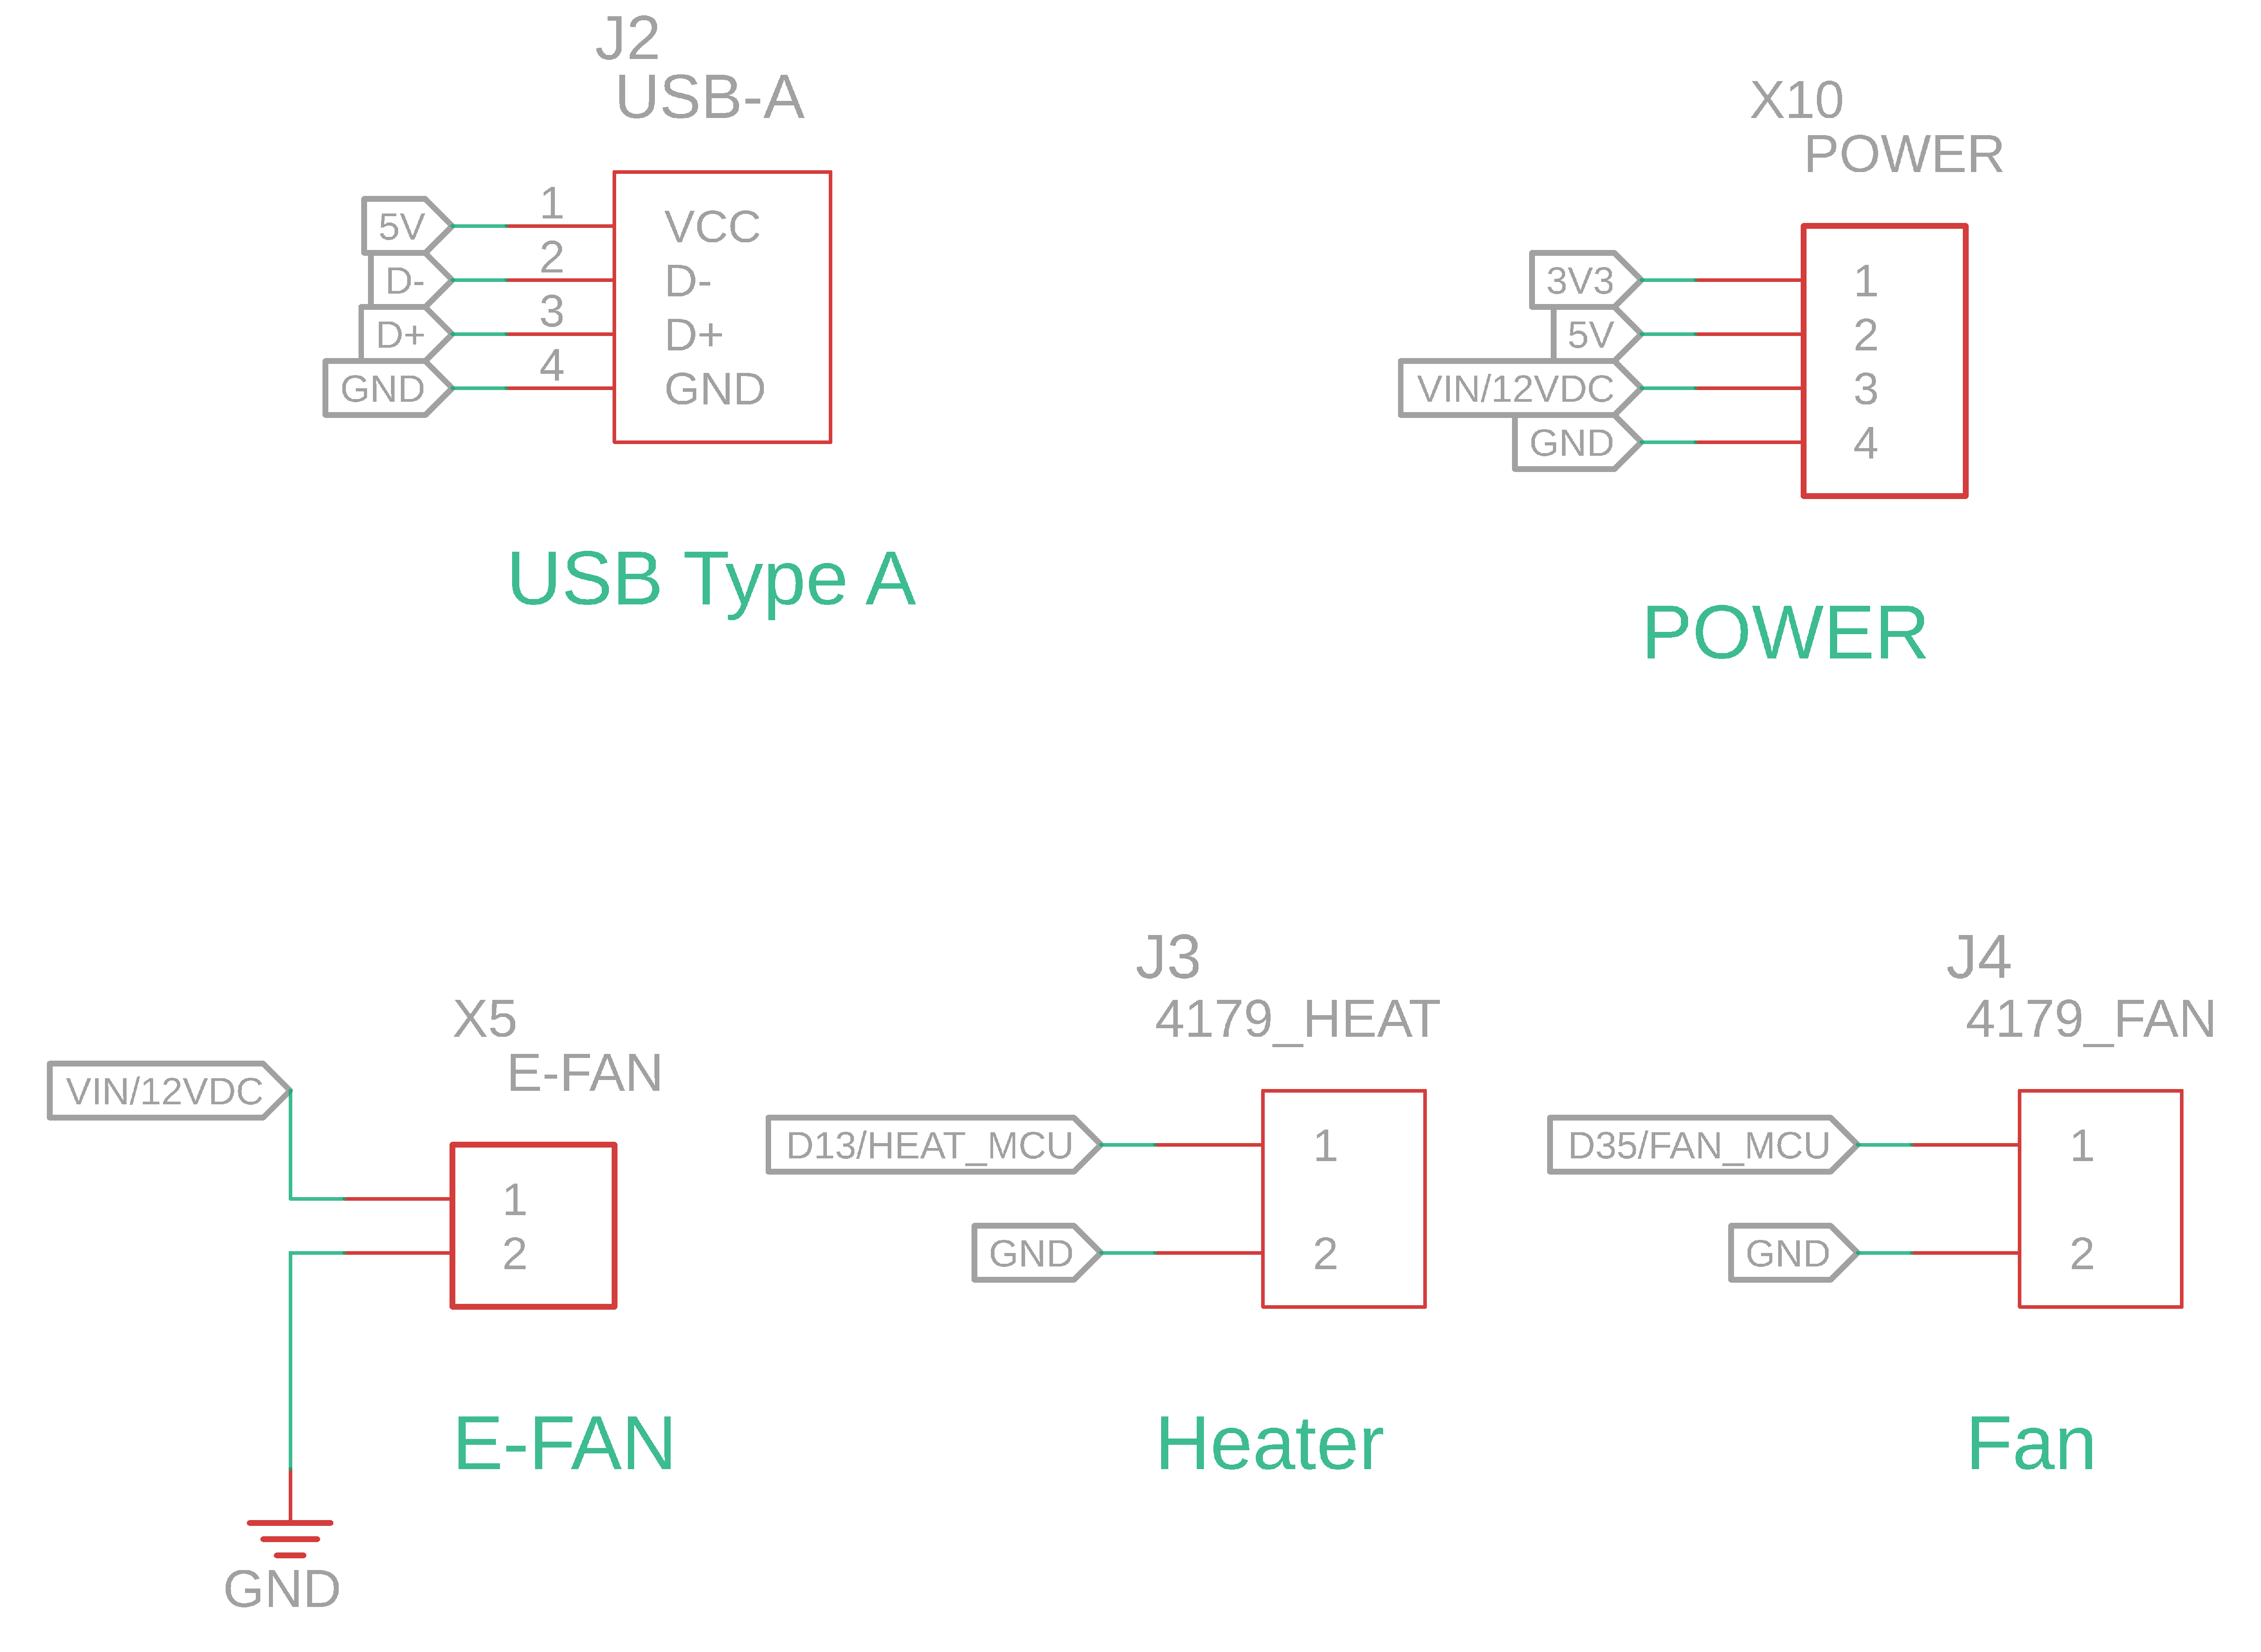 J2
USB-A
5V 1 VCC
D- 2 D-
D+ 3 D+
GND 4 GND
USB Type A
X10
POWER
3V3 1
5V 2
VIN/12VDC 3
GND 4
POWER
X5
E-FAN
VIN/12VDC
1
2
GND
E-FAN
J3
4179_HEAT
D13/HEAT_MCU 1
GND 2
Heater
J4
4179_FAN
D35/FAN_MCU 1
GND 2
Fan